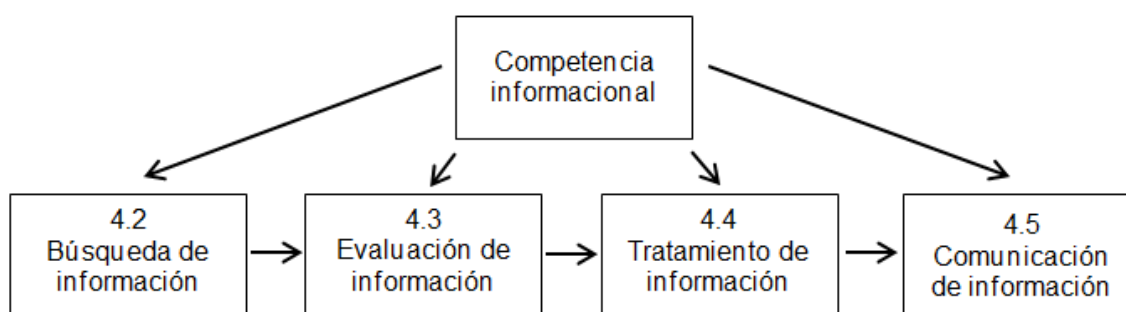 Competencia
informacional
4.2
Búsqueda de
información
4.3
Evaluación de
información
4.4
Tratamiento de
información
4.5
Comunicación
de información